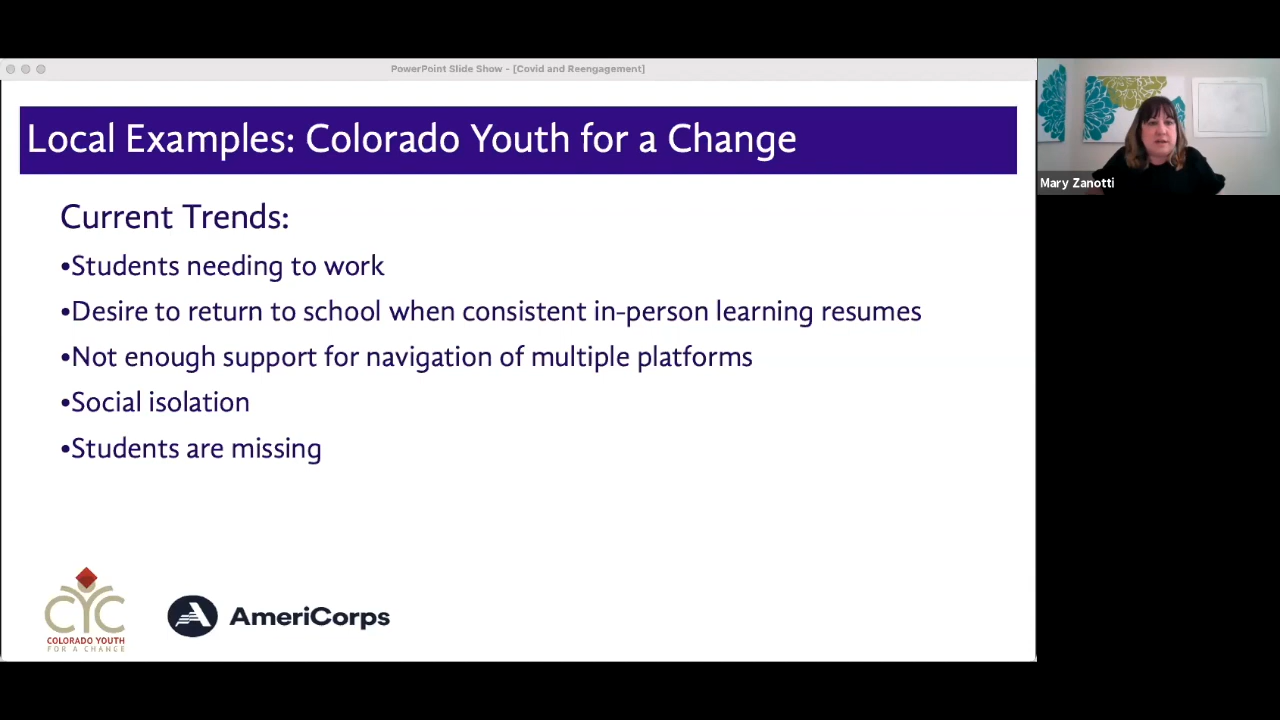 PowerPoint Slide Show - [Covid and Reengagement]
Local Examples: Colorado Youth for a Change
Mary Zanotti
Current Trends:
•Students needing to work
•Desire to return to school when consistent in-person learning resumes
•Not enough support for navigation of multiple platforms
•Social isolation
•Students are missing
CYC
COLORADO YOUTH
FOR A CHANGE
AmeriCorps